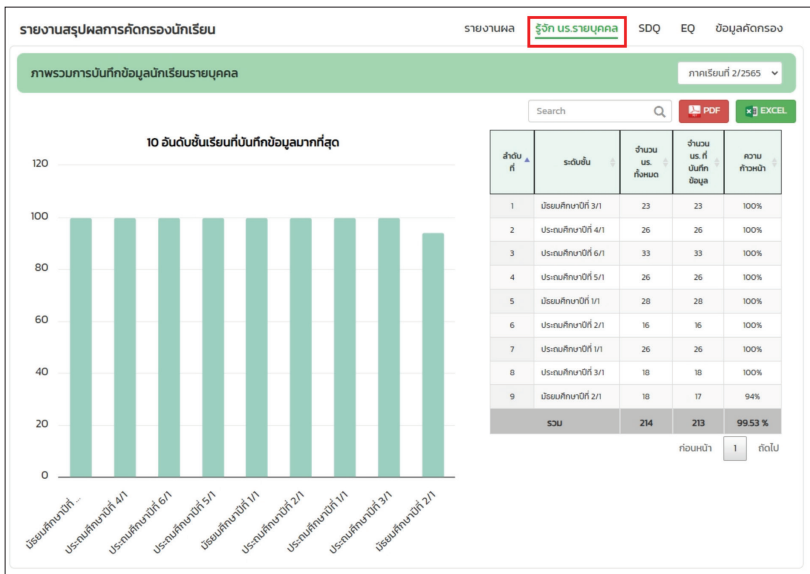 รายงานสรุปผลการคัดกรองนักเรียน
รายงานผล รู้จัก นร.รายบุคคล SDQ EQ ข้อมูลคัดกรอง
ภาพรวมการบันทึกข้อมูลนักเรียนรายบุคคล
ภาคเรียนที่ 2/2565
Search PDF EXCEL
10 อันดับชั้นเรียนที่บันทึกข้อมูลมากที่สุด
120
100
80
60
40
20
0
มัธยมศึกษาปีที่ ...
ประถมศึกษาปีที่ 4/1
ประถมศึกษาปีที่ 6/1
ประถมศึกษาปีที่ 5/1
มัธยมศึกษาปีที่ 1/1
ประถมศึกษาปีที่ 2/1
ประถมศึกษาปีที่ 1/1
ประถมศึกษาปีที่ 3/1
มัธยมศึกษาปีที่ 2/1
ลำดับที่ ระดับชั้น จำนวน นร. ทั้งหมด จำนวน นร. ที่บันทึกข้อมูล ความก้าวหน้า
1 มัธยมศึกษาปีที่ 3/1 23 23 100%
2 ประถมศึกษาปีที่ 4/1 26 26 100%
3 ประถมศึกษาปีที่ 6/1 33 33 100%
4 ประถมศึกษาปีที่ 5/1 26 26 100%
5 มัธยมศึกษาปีที่ 1/1 28 28 100%
6 ประถมศึกษาปีที่ 2/1 16 16 100%
7 ประถมศึกษาปีที่ 1/1 26 26 100%
8 ประถมศึกษาปีที่ 3/1 18 18 100%
9 มัธยมศึกษาปีที่ 2/1 18 17 94%
รวม 214 213 99.53 %
ก่อนหน้า 1 ถัดไป